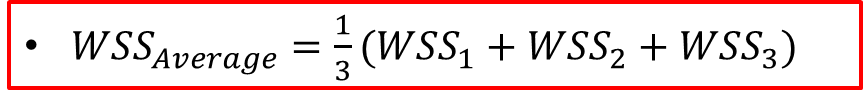 • WSS_Average = 1/3 (WSS_1 + WSS_2 + WSS_3)